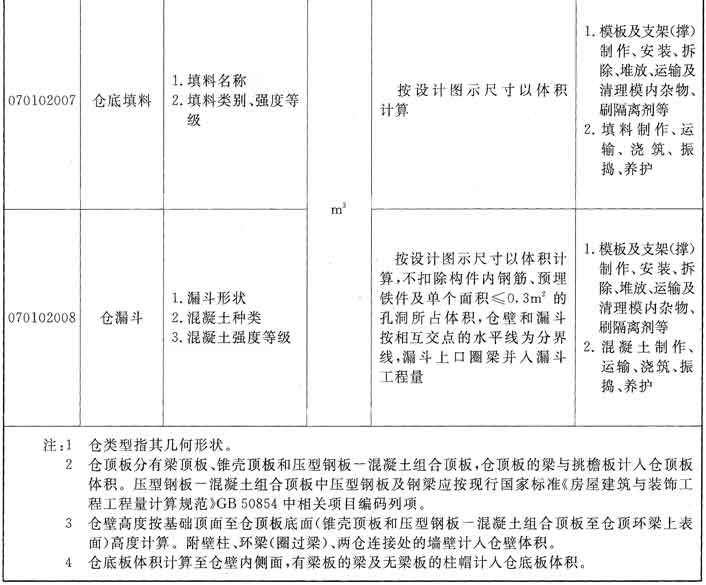 070102007
仓底填料
1.填料名称
2.填料类别、强度等
级
按设计图示尺寸以体积
计算
1.模板及支架(撑)
制作、安装、拆
除、堆放、运输及
清理模内杂物、
刷隔离剂等
2.填料制作、运
输、浇筑、振
捣、养护
m³
070102008
仓漏斗
1.漏斗形状
2.混凝土种类
3.混凝土强度等级
按设计图示尺寸以体积计
算,不扣除构件内钢筋、预埋
铁件及单个面积≤0.3m²的
孔洞所占体积,仓壁和漏斗
按相互交点的水平线为分界
线,漏斗上口圈梁并入漏斗
工程量
1.模板及支架(撑)
制作、安装、拆
除、堆放、运输及
清理模内杂物、
刷隔离剂等
2.混凝土制作、
运输、浇筑、振
捣、养护
注:1 仓类型指其几何形状。
2 仓顶板分有梁顶板、锥壳顶板和压型钢板一混凝土组合顶板,仓顶板的梁与挑檐板计入仓顶板
体积。压型钢板一混凝土组合顶板中压型钢板及钢梁应按现行国家标准《房屋建筑与装饰工
程工程量计算规范》GB 50854中相关项目编码列项。
3 仓壁高度按基础顶面至仓顶板底面(锥壳顶板和压型钢板一混凝土组合顶板至仓顶环梁上表
面)高度计算。附壁柱、环梁(圈过梁)、两仓连接处的墙壁计入仓壁体积。
4 仓底板体积计算至仓壁内侧面,有梁板的梁及无梁板的柱帽计入仓底板体积。